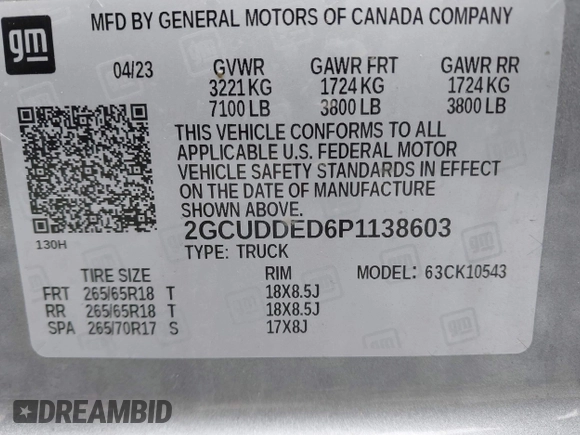 gm
MFD BY GENERAL MOTORS OF CANADA COMPANY
04/23 GVWR GAWR FRT GAWR RR
3221 KG 1724 KG 1724 KG
7100 LB 3800 LB 3800 LB
THIS VEHICLE CONFORMS TO ALL
APPLICABLE U.S. FEDERAL MOTOR
VEHICLE SAFETY STANDARDS IN EFFECT
ON THE DATE OF MANUFACTURE
SHOWN ABOVE.
2GCUDDED6P1138603
130H
TYPE: TRUCK
TIRE SIZE RIM MODEL: 63CK10543
FRT 265/65R18 T 18X8.5J
RR 265/65R18 T 18X8.5J
SPA 265/70R17 S 17X8J
gm
DREAMBID